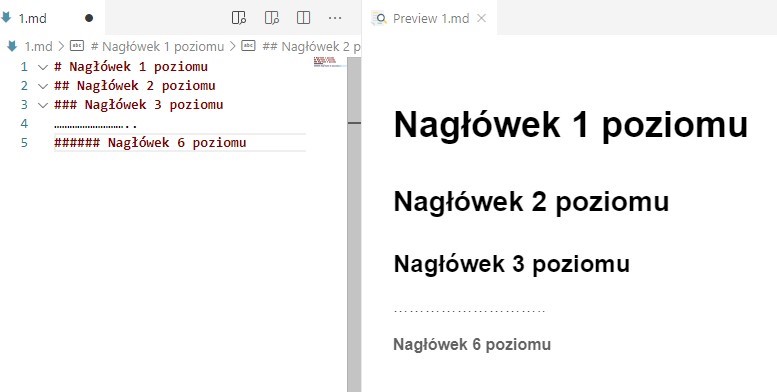 1.md
1.md > # Nagłówek 1 poziomu > ## Nagłówek 2 p
1 # Nagłówek 1 poziomu
2 ## Nagłówek 2 poziomu
3 ### Nagłówek 3 poziomu
4 ………………………..
5 ###### Nagłówek 6 poziomu
Preview 1.md
Nagłówek 1 poziomu
Nagłówek 2 poziomu
Nagłówek 3 poziomu
………………………..
Nagłówek 6 poziomu